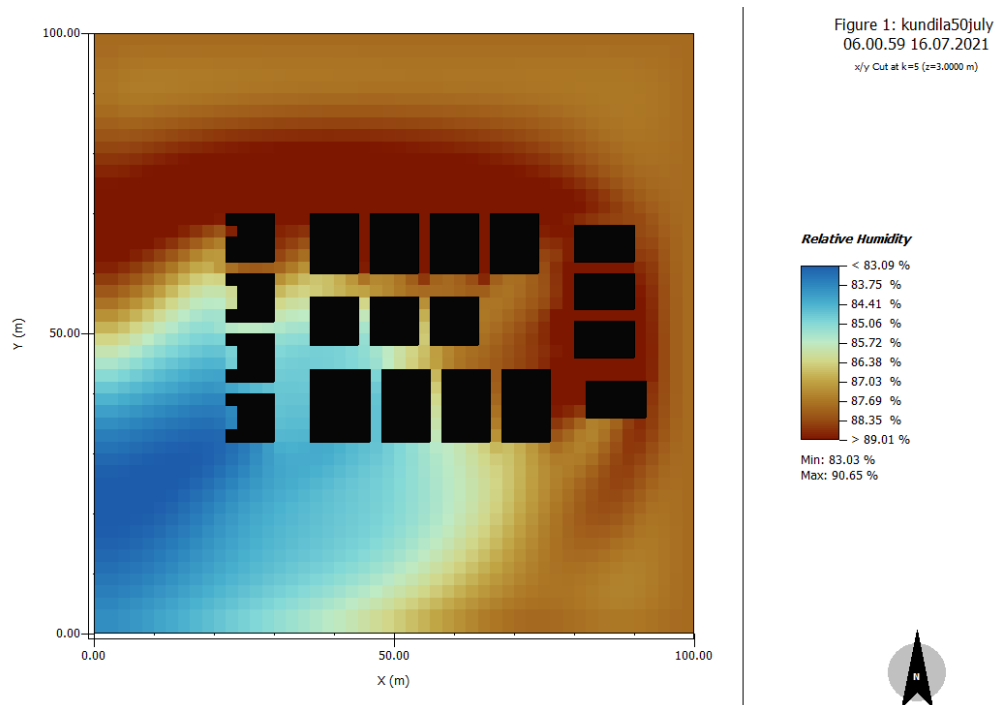 Figure 1: kundila50july
06.00.59 16.07.2021
x/y Cut at k=5 (z=3.0000 m)
100.00
50.00
0.00
Y (m)
0.00
50.00
100.00
X (m)
Relative Humidity
< 83.09 %
83.75 %
84.41 %
85.06 %
85.72 %
86.38 %
87.03 %
87.69 %
88.35 %
> 89.01 %
Min: 83.03 %
Max: 90.65 %
N